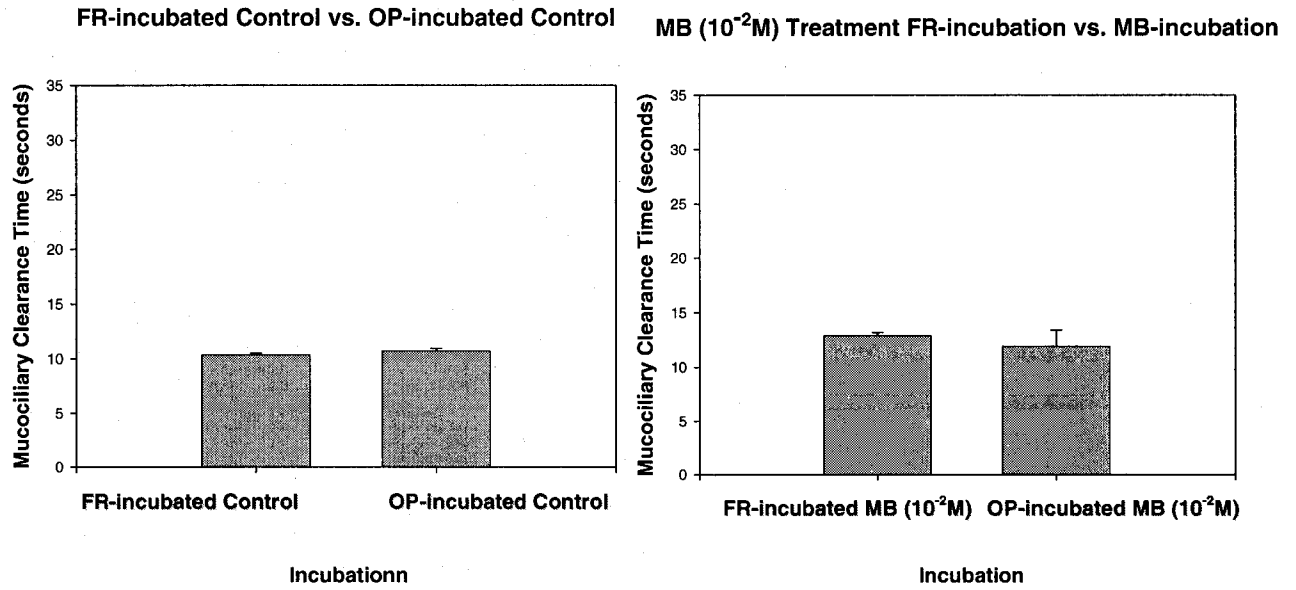 FR-incubated Control vs. OP-incubated Control
Mucociliary Clearance Time (seconds)
35
30
25
20
15
10
5
0
FR-incubated Control OP-incubated Control
Incubationn
MB (10⁻²M) Treatment FR-incubation vs. MB-incubation
Mucociliary Clearance Time (seconds)
35
30
25
20
15
10
5
0
FR-incubated MB (10⁻²M) OP-incubated MB (10⁻²M)
Incubation